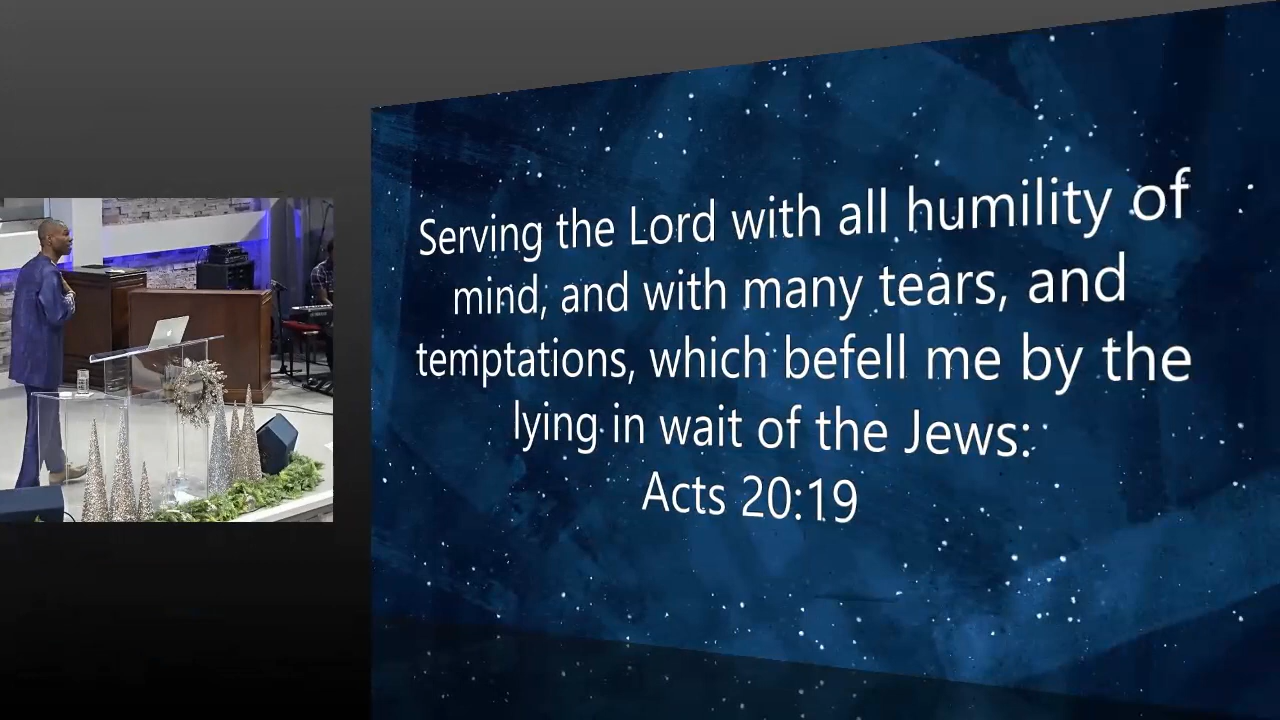 Serving the Lord with all humility of
mind, and with many tears, and
temptations, which befell me by the
lying in wait of the Jews:
Acts 20:19